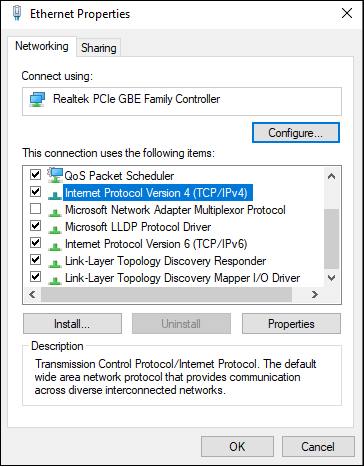 Ethernet Properties
Networking
Sharing
Connect using:
Realtek PCIe GBE Family Controller
Configure...
This connection uses the following items:
QoS Packet Scheduler
Internet Protocol Version 4 (TCP/IPv4)
Microsoft Network Adapter Multiplexor Protocol
Microsoft LLDP Protocol Driver
Internet Protocol Version 6 (TCP/IPv6)
Link-Layer Topology Discovery Responder
Link-Layer Topology Discovery Mapper I/O Driver
Install...
Uninstall
Properties
Description
Transmission Control Protocol/Internet Protocol. The default
wide area network protocol that provides communication
across diverse interconnected networks.
OK
Cancel